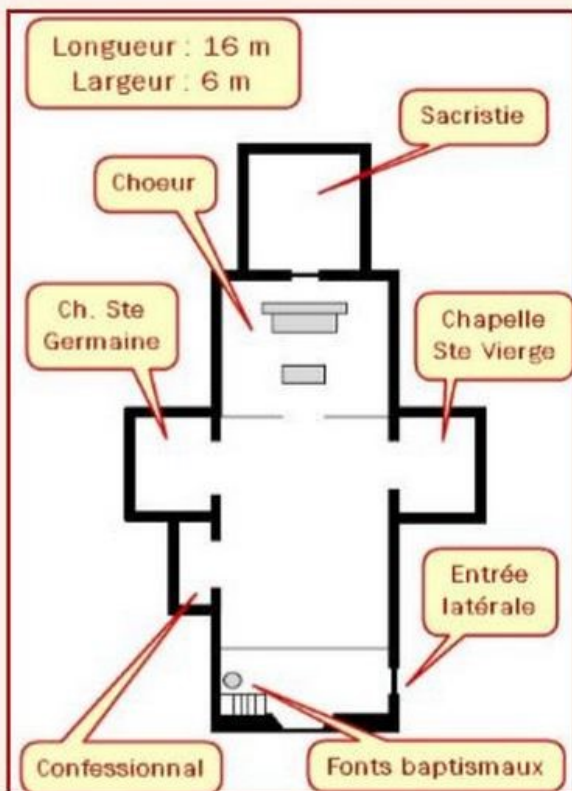 Longueur : 16 m
Largeur : 6 m
Sacristie
Choeur
Ch. Ste
Germaine
Chapelle
Ste Vierge
Entrée
latérale
Confessionnal
Fonts baptismaux